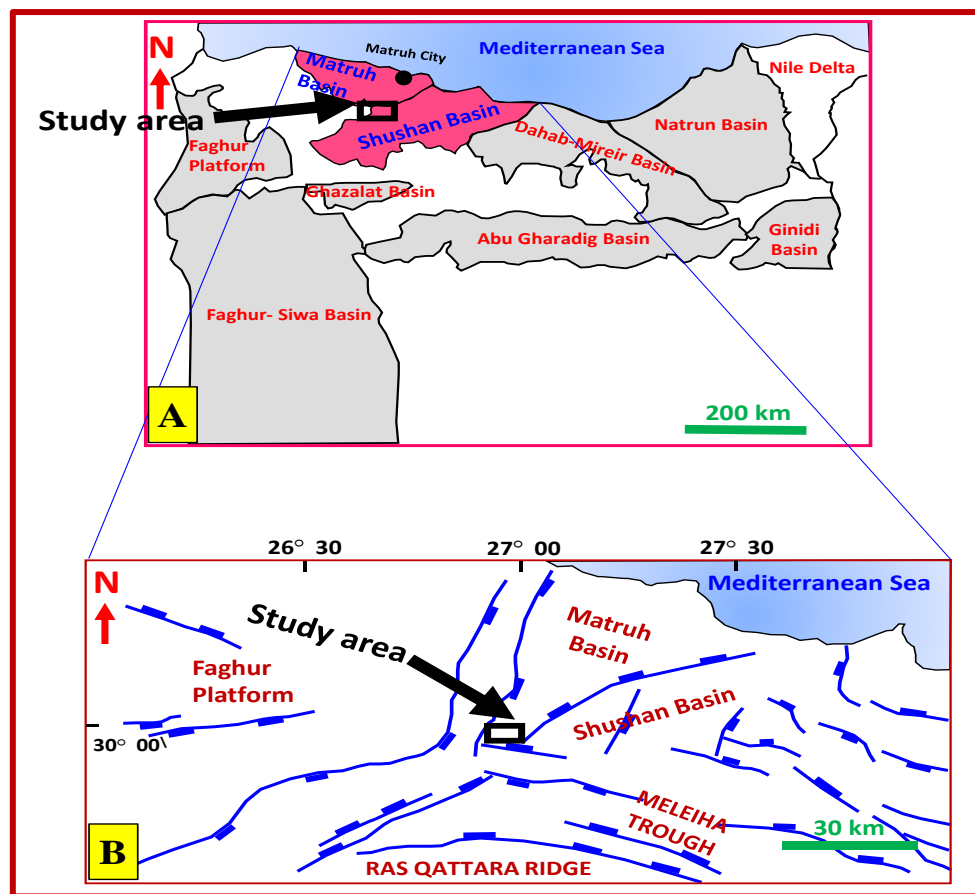 N
Matruh City
Mediterranean Sea
Nile Delta
Matruh
Basin
Study area
Shushan Basin
Natrun Basin
Dahab-Mireir Basin
Faghur
Platform
Ghazalat Basin
Abu Gharadig Basin
Ginidi
Basin
Faghur- Siwa Basin
A
200 km
26° 30
27° 00
27° 30
N
Mediterranean Sea
Study area
Matruh
Basin
Faghur
Platform
Shushan Basin
30° 00\
MELEIHA
TROUGH
30 km
B
RAS QATTARA RIDGE